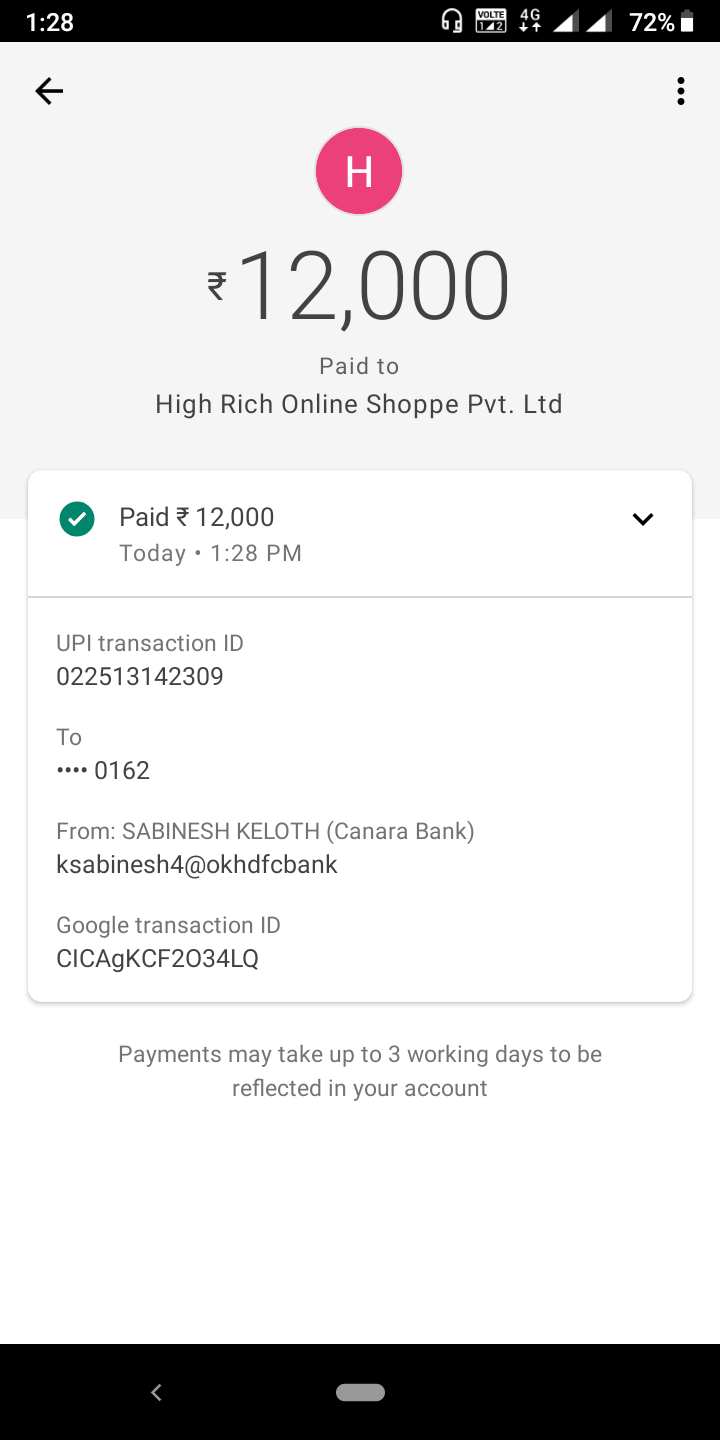 1:28
VOLTE
1 2
4G
72%
H
₹12,000
Paid to
High Rich Online Shoppe Pvt. Ltd
Paid ₹ 12,000
Today • 1:28 PM
UPI transaction ID
022513142309
To
•••• 0162
From: SABINESH KELOTH (Canara Bank)
ksabinesh4@okhdfcbank
Google transaction ID
CICAgKCF2O34LQ
Payments may take up to 3 working days to be
reflected in your account